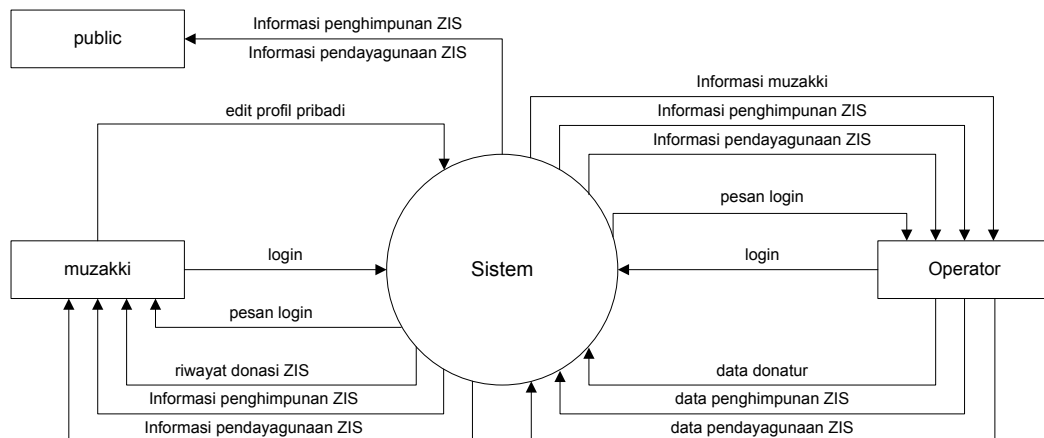 Informasi penghimpunan ZIS
public
Informasi pendayagunaan ZIS
Informasi muzakki
edit profil pribadi
Informasi penghimpunan ZIS
Informasi pendayagunaan ZIS
pesan login
login
login
muzakki
Sistem
Operator
pesan login
riwayat donasi ZIS
data donatur
Informasi penghimpunan ZIS
data penghimpunan ZIS
Informasi pendayagunaan ZIS
data pendayagunaan ZIS